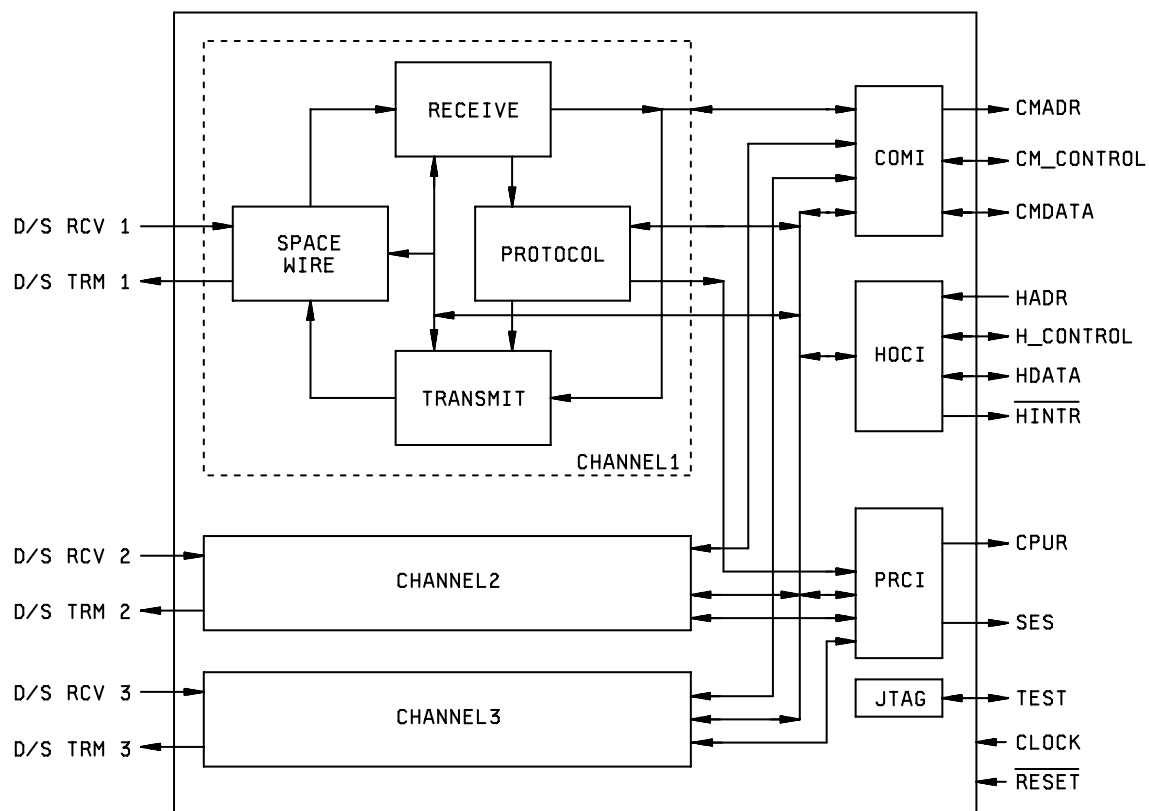 RECEIVE
CMADR
COMI
CM_CONTROL
CMDATA
D/S RCV 1
SPACE
WIRE
PROTOCOL
D/S TRM 1
HADR
H_CONTROL
HOCI
HDATA
TRANSMIT
HINTR
CHANNEL1
D/S RCV 2
CHANNEL2
CPUR
PRCI
D/S TRM 2
SES
D/S RCV 3
CHANNEL3
JTAG
TEST
D/S TRM 3
CLOCK
RESET